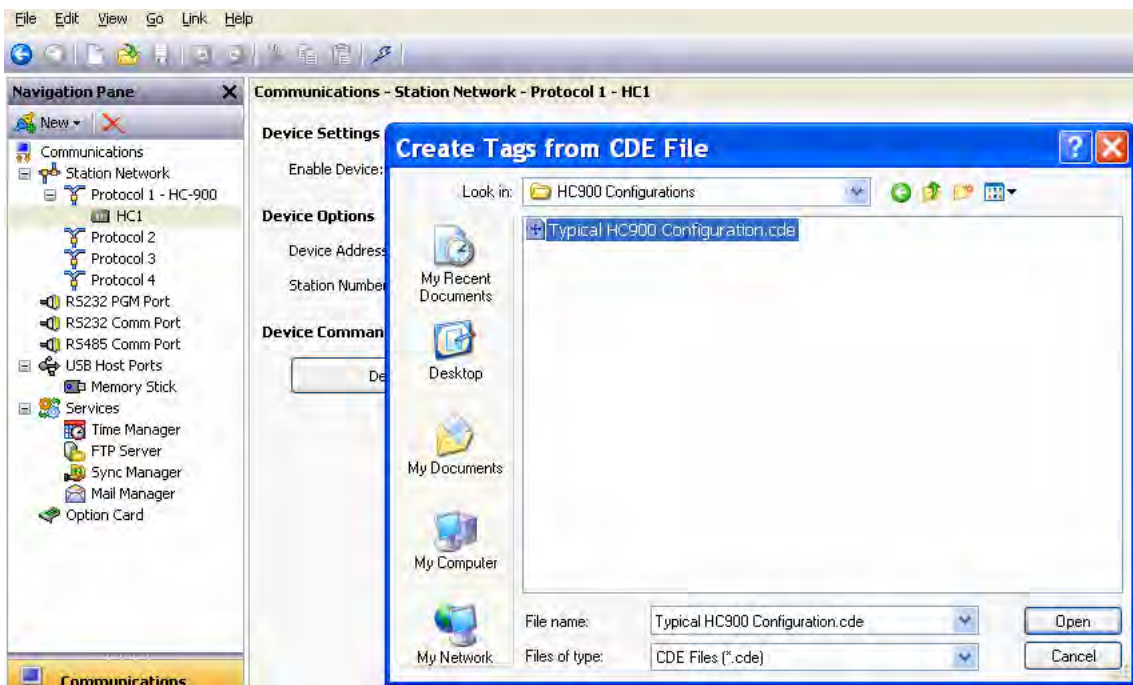 File Edit View Go Link Help
Navigation Pane
New
Communications
Station Network
Protocol 1 - HC-900
HC1
Protocol 2
Protocol 3
Protocol 4
RS232 PGM Port
RS232 Comm Port
RS485 Comm Port
USB Host Ports
Memory Stick
Services
Time Manager
FTP Server
Sync Manager
Mail Manager
Option Card
Communications
Communications - Station Network - Protocol 1 - HC1
Device Settings
Enable Device:
Device Options
Device Address
Station Number
Device Comman
De
Create Tags from CDE File
Look in:
HC900 Configurations
Typical HC900 Configuration.cde
My Recent
Documents
Desktop
My Documents
My Computer
My Network
File name:
Typical HC900 Configuration.cde
Open
Files of type:
CDE Files (*.cde)
Cancel